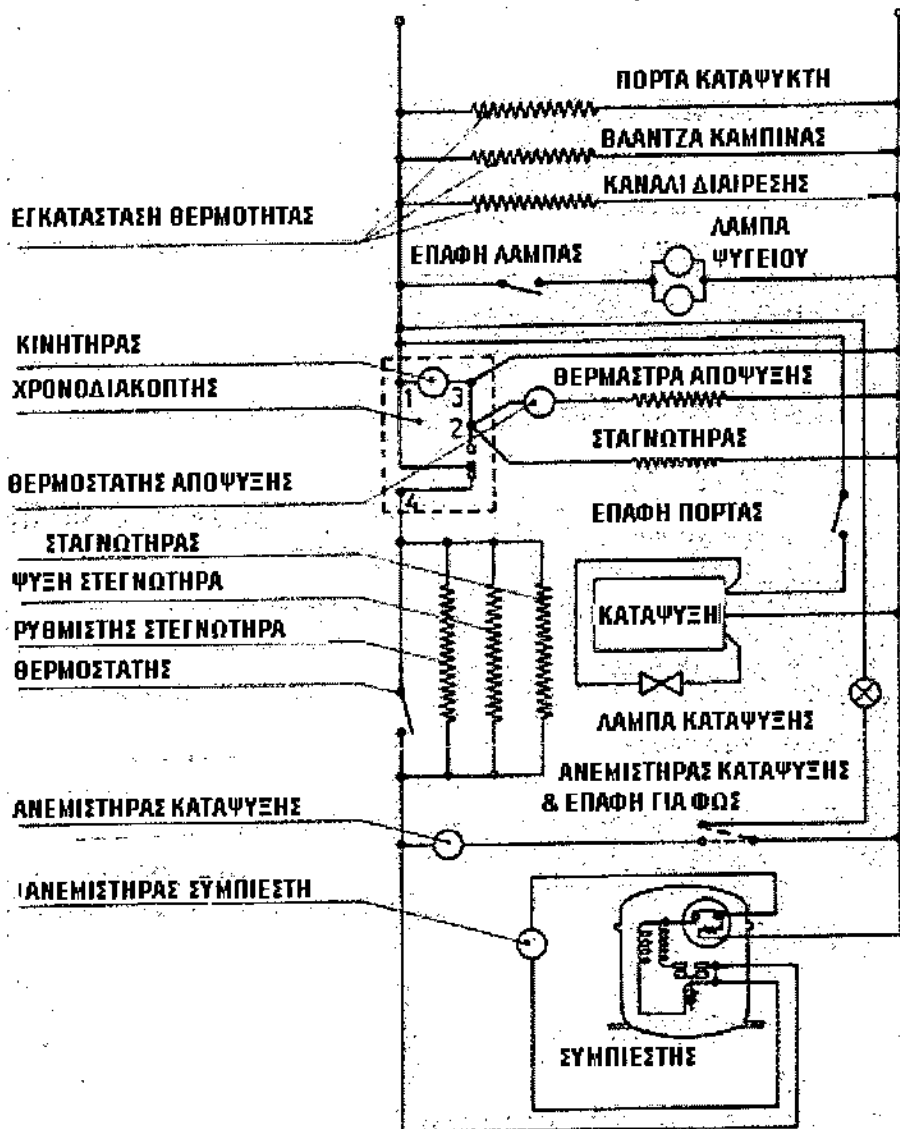 ΠΟΡΤΑ ΚΑΤΑΨΥΚΤΗ
ΒΛΑΝΤΖΑ ΚΑΜΠΙΝΑΣ
ΚΑΝΑΛΙ ΔΙΑΙΡΕΣΗΣ
ΕΓΚΑΤΑΣΤΑΣΗ ΘΕΡΜΟΤΗΤΑΣ
ΕΠΑΦΗ ΛΑΜΠΑΣ
ΛΑΜΠΑ
ΨΥΓΕΙΟΥ
ΚΙΝΗΤΗΡΑΣ
ΧΡΟΝΟΔΙΑΚΟΠΤΗΣ
1
3
2
4
ΘΕΡΜΑΣΤΡΑ ΑΠΟΨΥΞΗΣ
ΣΤΑΓΝΩΤΗΡΑΣ
ΘΕΡΜΟΣΤΑΤΗΣ ΑΠΟΨΥΞΗΣ
ΕΠΑΦΗ ΠΟΡΤΑΣ
ΣΤΑΓΝΩΤΗΡΑΣ
ΨΥΞΗ ΣΤΕΓΝΩΤΗΡΑ
ΡΥΘΜΙΣΤΗΣ ΣΤΕΓΝΩΤΗΡΑ
ΘΕΡΜΟΣΤΑΤΗΣ
ΚΑΤΑΨΥΞΗ
ΛΑΜΠΑ ΚΑΤΑΨΥΞΗΣ
ΑΝΕΜΙΣΤΗΡΑΣ ΚΑΤΑΨΥΞΗΣ
& ΕΠΑΦΗ ΓΙΑ ΦΩΣ
ΑΝΕΜΙΣΤΗΡΑΣ ΚΑΤΑΨΥΞΗΣ
ΑΝΕΜΙΣΤΗΡΑΣ ΣΥΜΠΙΕΣΤΗ
ΣΥΜΠΙΕΣΤΗΣ